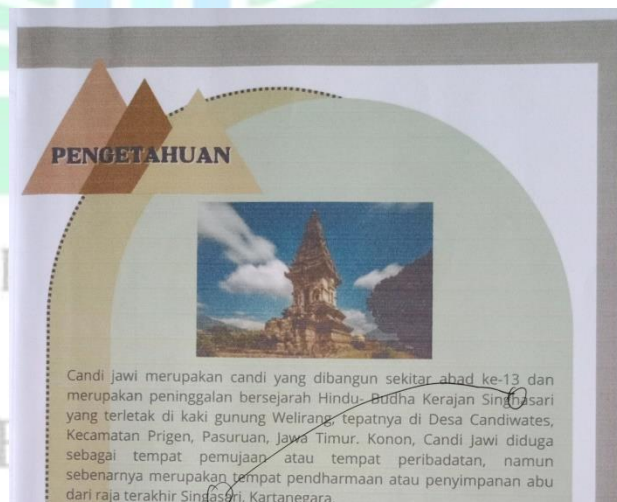 PENGETAHUAN
Candi jawi merupakan candi yang dibangun sekitar abad ke-13 dan
merupakan peninggalan bersejarah Hindu- Budha Kerajan Singhasari
yang terletak di kaki gunung Welirang, tepatnya di Desa Candiwates,
Kecamatan Prigen, Pasuruan, Jawa Timur. Konon, Candi Jawi diduga
sebagai tempat pemujaan atau tempat peribadatan, namun
sebenarnya merupakan tempat pendharmaan atau penyimpanan abu
dari raja terakhir Singasari, Kartanegara